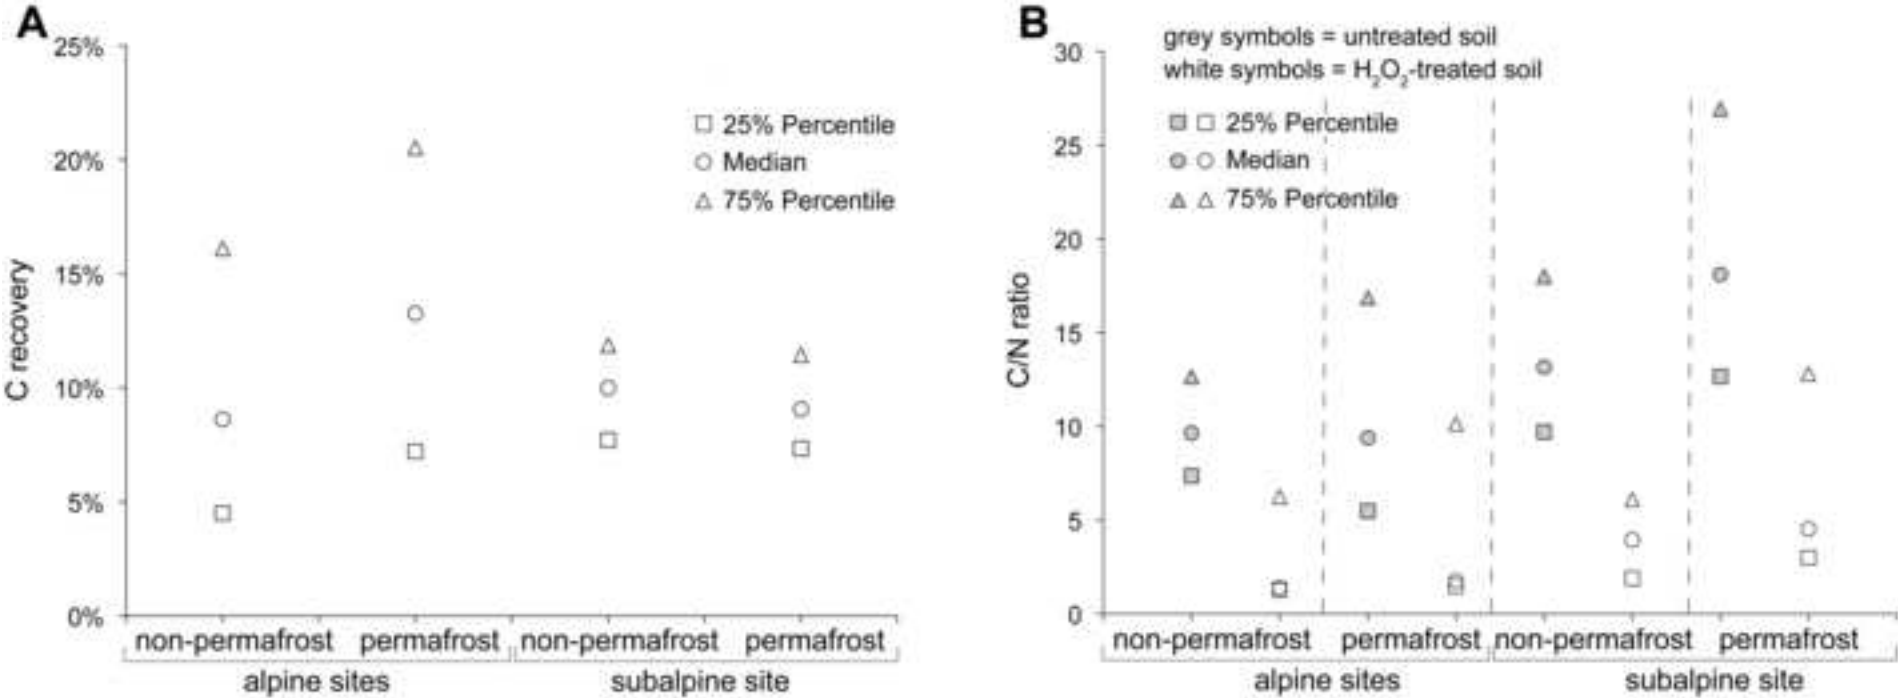 A
25%
20%
15%
10%
5%
0%
C recovery
□ 25% Percentile
○ Median
△ 75% Percentile
non-permafrost permafrost non-permafrost permafrost
alpine sites subalpine site
B
grey symbols = untreated soil
white symbols = H₂O₂-treated soil
30
25
20
15
10
5
0
C/N ratio
25% Percentile
Median
75% Percentile
non-permafrost permafrost non-permafrost permafrost
alpine sites subalpine site